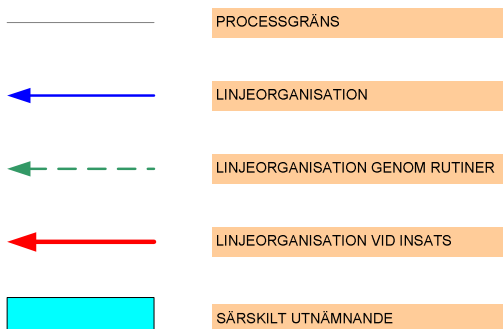 PROCESSGRÄNS
LINJEORGANISATION
LINJEORGANISATION GENOM RUTINER
LINJEORGANISATION VID INSATS
SÄRSKILT UTNÄMNANDE